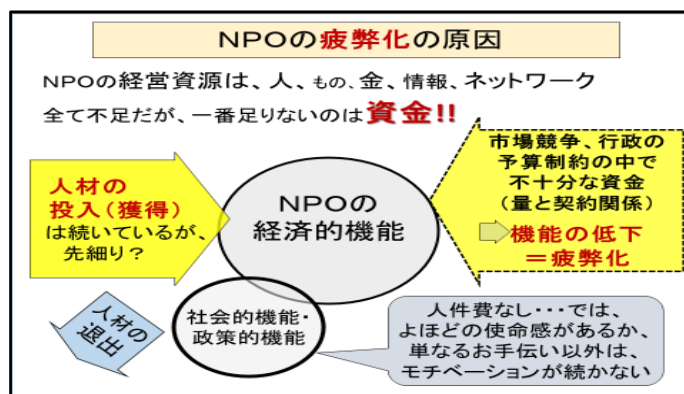 NPOの疲弊化の原因
NPOの経営資源は、人、もの、金、情報、ネットワーク
全て不足だが、一番足りないのは資金!!
人材の
投入（獲得）
は続いているが、
先細り？
NPOの
経済的機能
市場競争、行政の
予算制約の中で
不十分な資金
（量と契約関係）
機能の低下
＝疲弊化
人材の
退出
社会的機能・
政策的機能
人件費なし・・・では、
よほどの使命感があるか、
単なるお手伝い以外は、
モチベーションが続かない